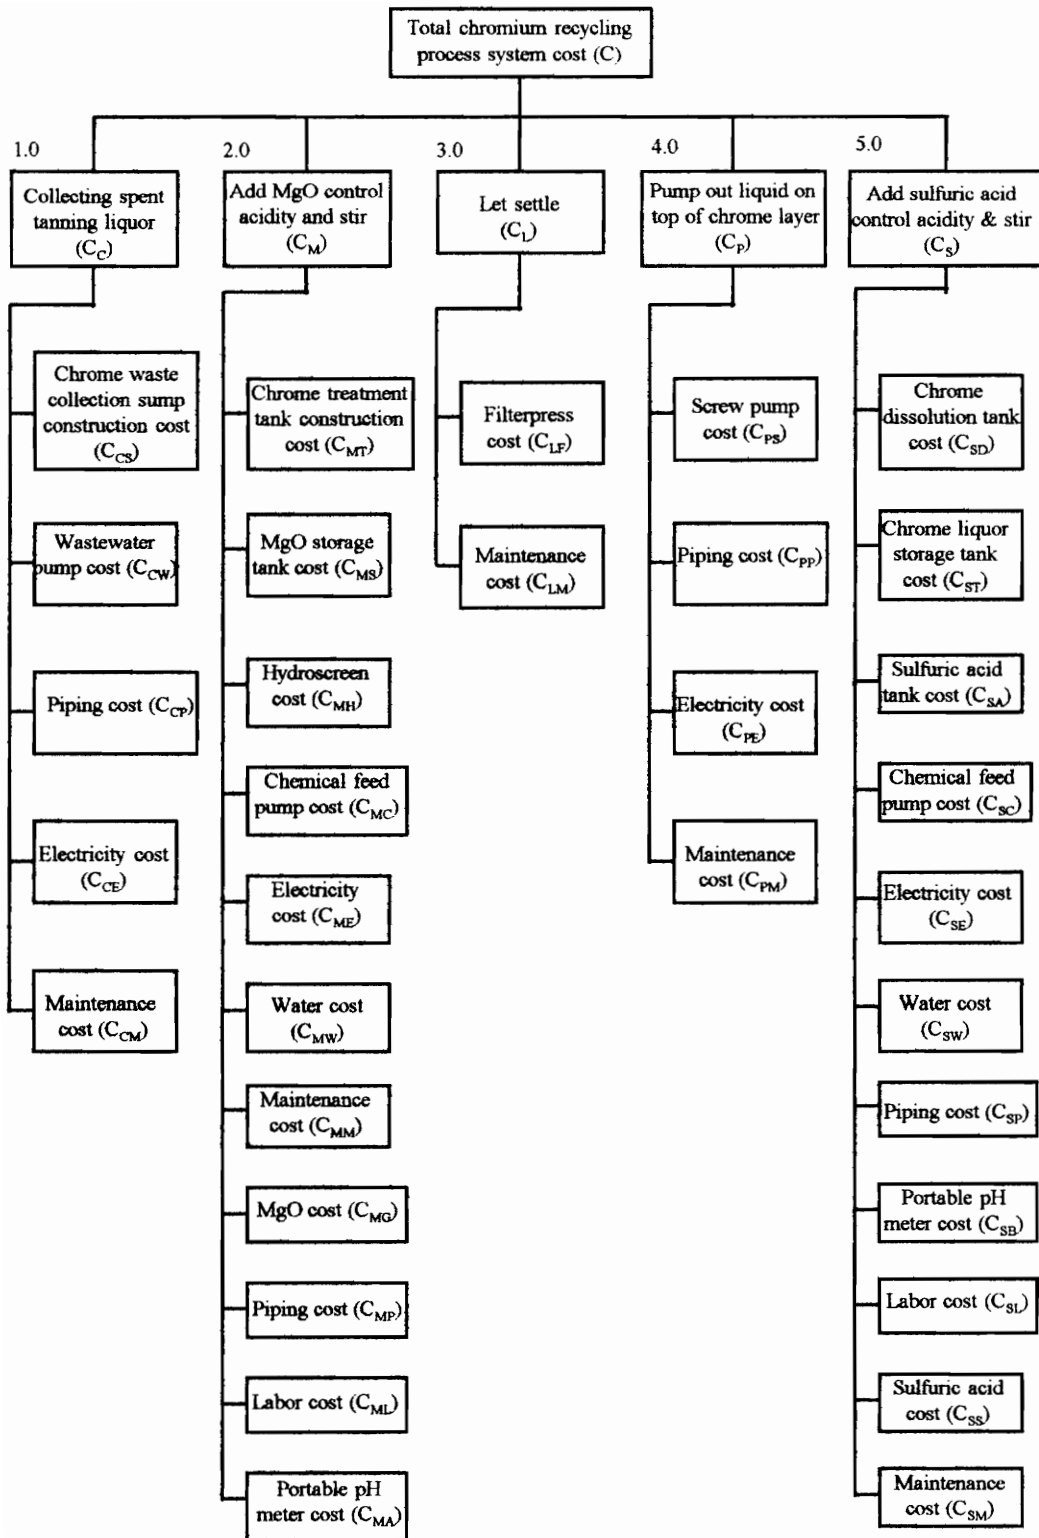 Total chromium recycling
process system cost (C)
1.0
Collecting spent
tanning liquor
(C_C)
2.0
Add MgO control
acidity and stir
(C_M)
3.0
Let settle
(C_L)
4.0
Pump out liquid on
top of chrome layer
(C_P)
5.0
Add sulfuric acid
control acidity & stir
(C_S)
Chrome waste
collection sump
construction cost
(C_CS)
Wastewater
pump cost (C_CW)
Piping cost (C_CP)
Electricity cost
(C_CE)
Maintenance
cost (C_CM)
Chrome treatment
tank construction
cost (C_MT)
MgO storage
tank cost (C_MS)
Hydroscreen
cost (C_MH)
Chemical feed
pump cost (C_MC)
Electricity
cost (C_ME)
Water cost
(C_MW)
Maintenance
cost (C_MM)
MgO cost (C_MG)
Piping cost (C_MP)
Labor cost (C_ML)
Portable pH
meter cost (C_MA)
Filterpress
cost (C_LF)
Maintenance
cost (C_LM)
Screw pump
cost (C_PS)
Piping cost (C_PP)
Electricity cost
(C_PE)
Maintenance
cost (C_PM)
Chrome
dissolution tank
cost (C_SD)
Chrome liquor
storage tank
cost (C_ST)
Sulfuric acid
tank cost (C_SA)
Chemical feed
pump cost (C_SC)
Electricity cost
(C_SE)
Water cost
(C_SW)
Piping cost (C_SP)
Portable pH
meter cost (C_SB)
Labor cost (C_SL)
Sulfuric acid
cost (C_SS)
Maintenance
cost (C_SM)